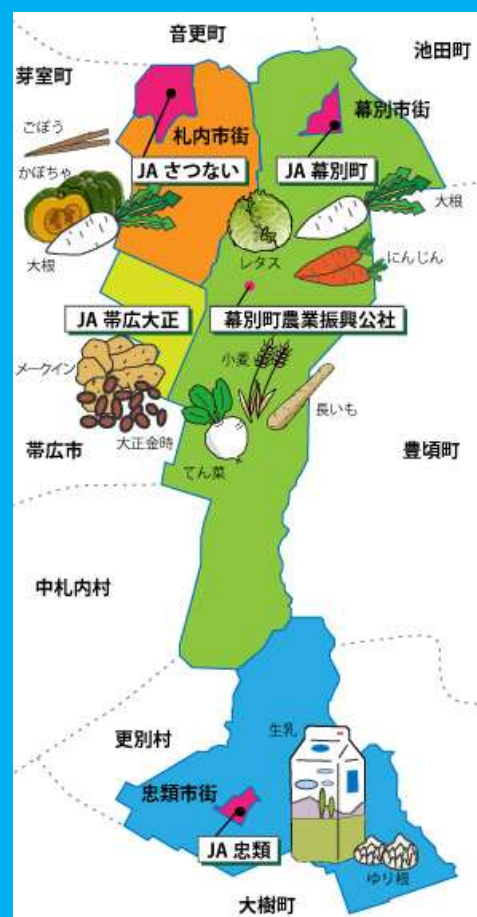 音更町
池田町
芽室町
ごぼう
札内市街
幕別市街
JA さつない
JA 幕別町
かぼちゃ
大根
大根
レタス
にんじん
JA 帯広大正
幕別町農業振興公社
小麦
メークイン
長いも
大正金時
帯広市
てん菜
豊頃町
中札内村
更別村
生乳
忠類市街
JA 忠類
ゆり根
大樹町